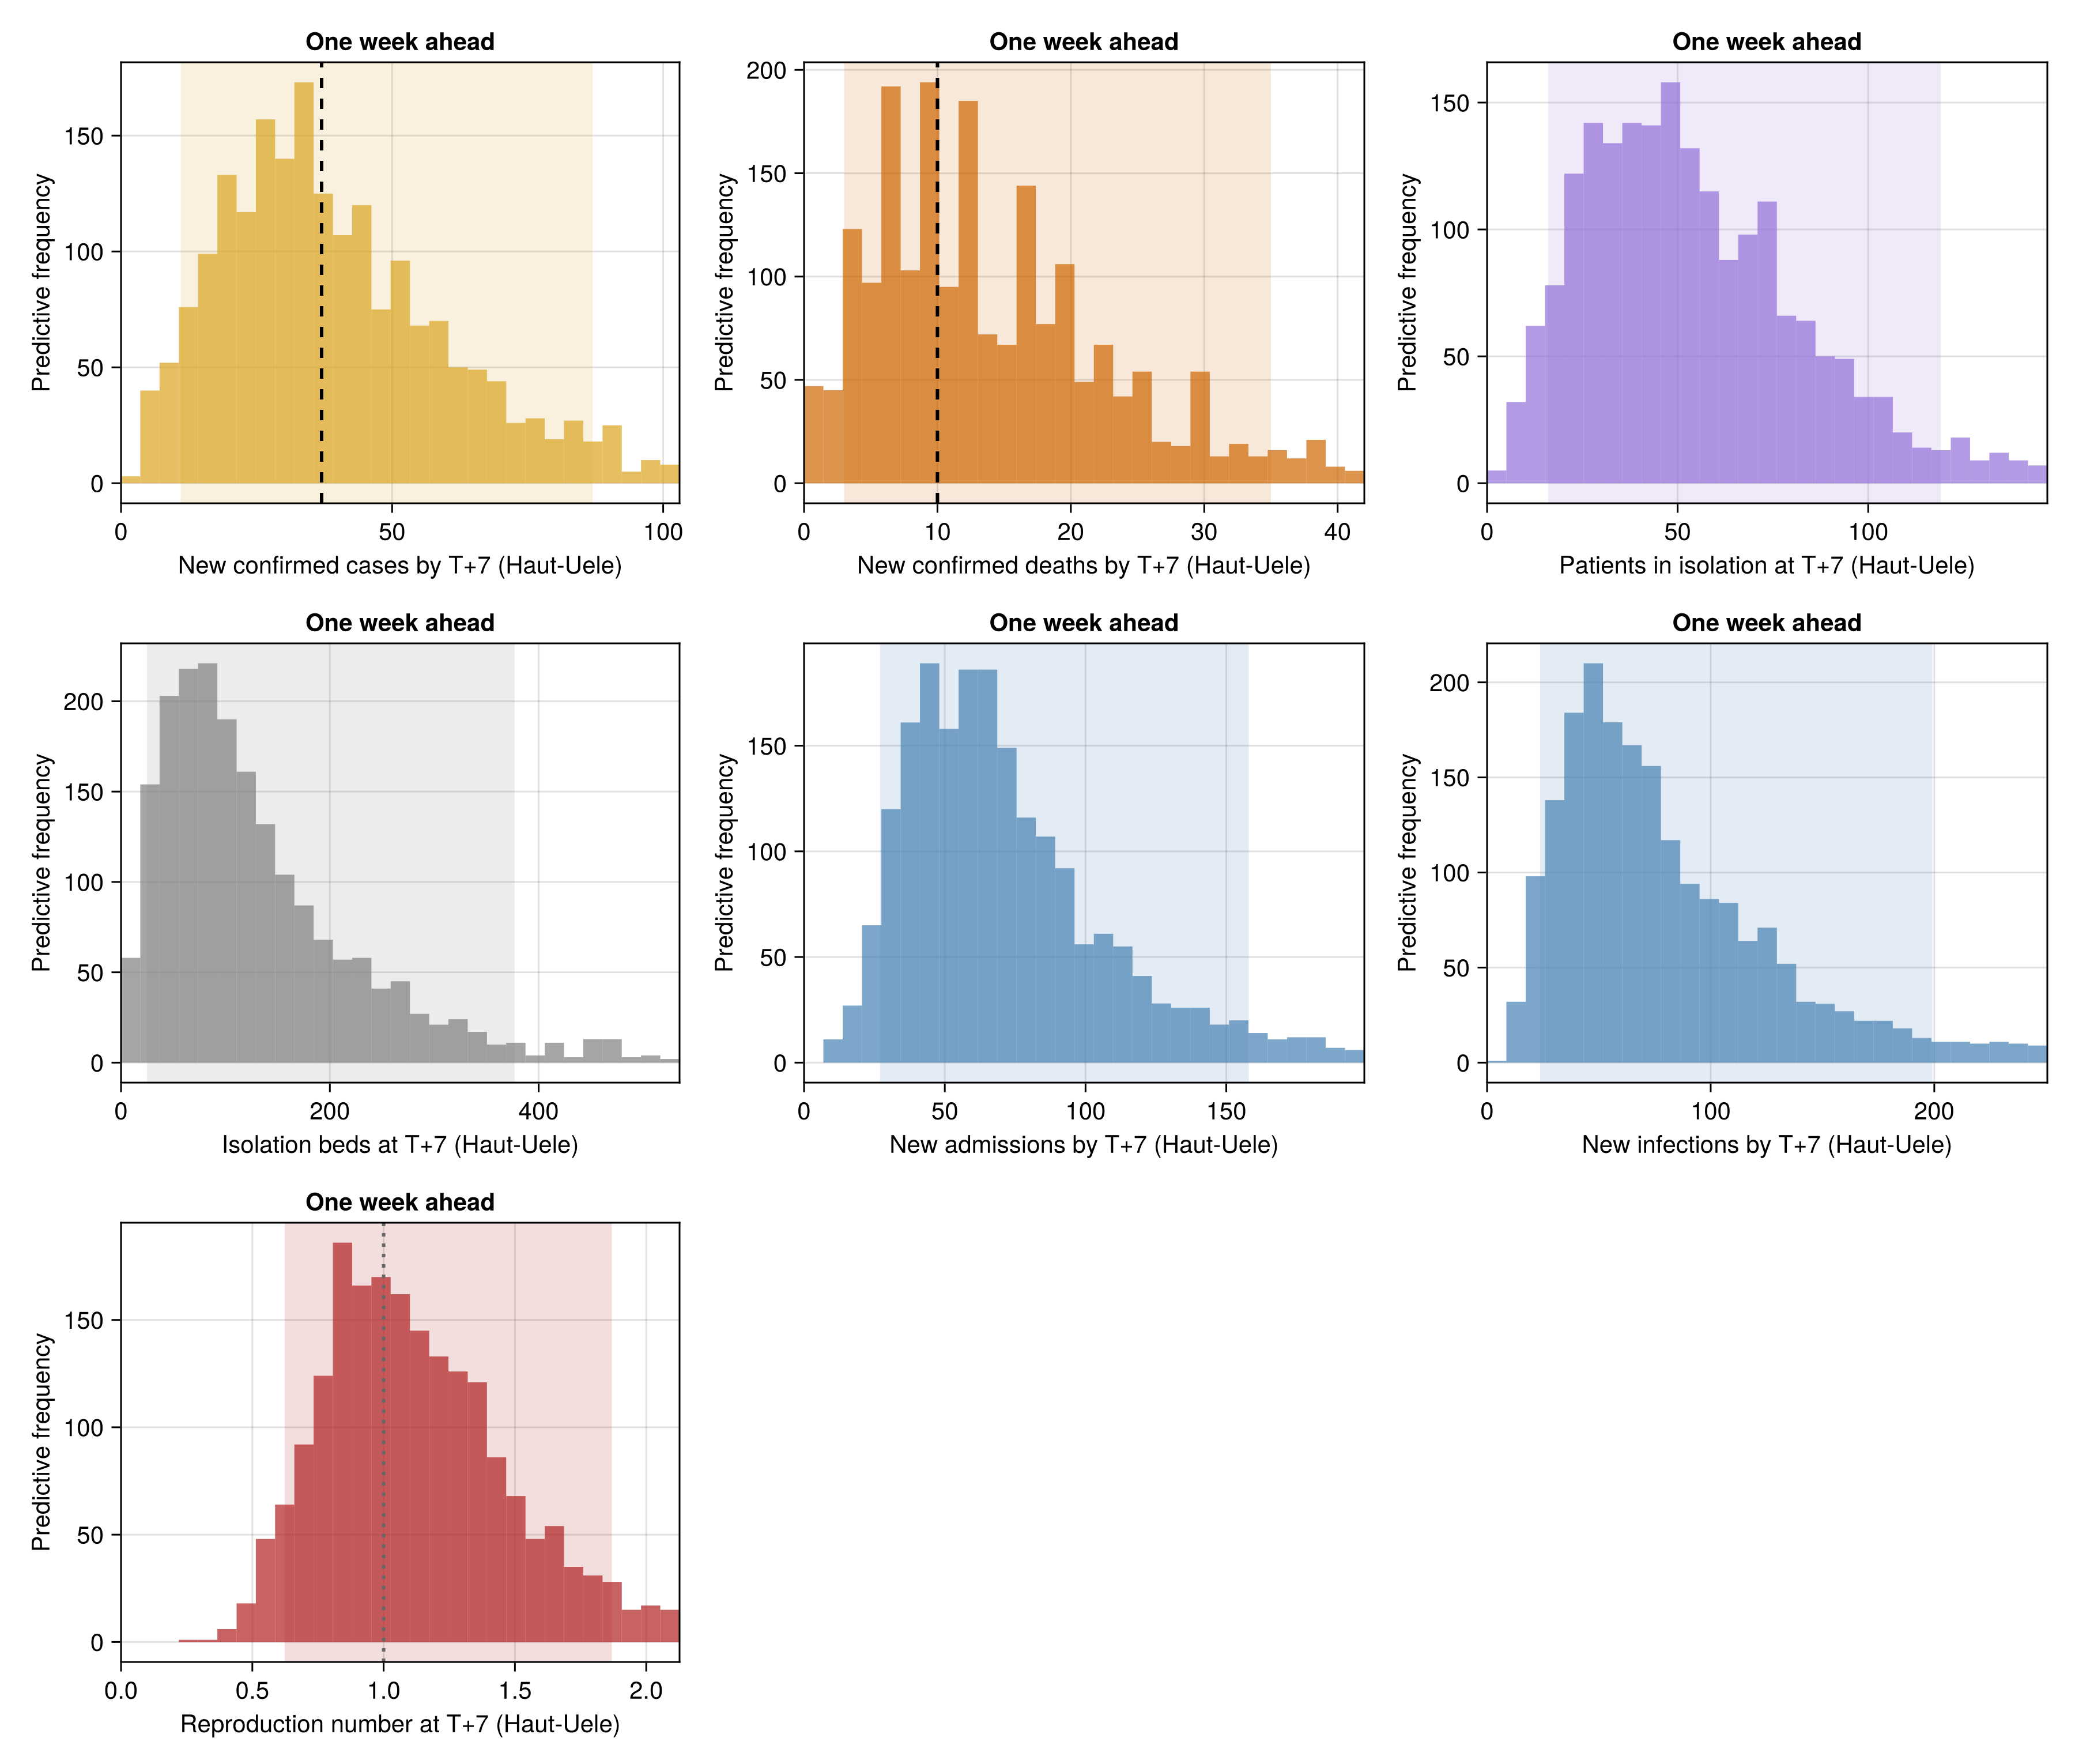 One week ahead
200
150
100
50
0
Predictive frequency
0
50
100
New confirmed cases by T+7 (Haut-Uele)
One week ahead
200
150
100
50
0
Predictive frequency
0
10
20
30
40
New confirmed deaths by T+7 (Haut-Uele)
One week ahead
150
100
50
0
Predictive frequency
0
50
100
Patients in isolation at T+7 (Haut-Uele)
One week ahead
200
150
100
50
0
Predictive frequency
0
200
400
Isolation beds at T+7 (Haut-Uele)
One week ahead
150
100
50
0
Predictive frequency
0
50
100
150
New admissions by T+7 (Haut-Uele)
One week ahead
200
150
100
50
0
Predictive frequency
0
100
200
New infections by T+7 (Haut-Uele)
One week ahead
150
100
50
0
Predictive frequency
0.0
0.5
1.0
1.5
2.0
Reproduction number at T+7 (Haut-Uele)